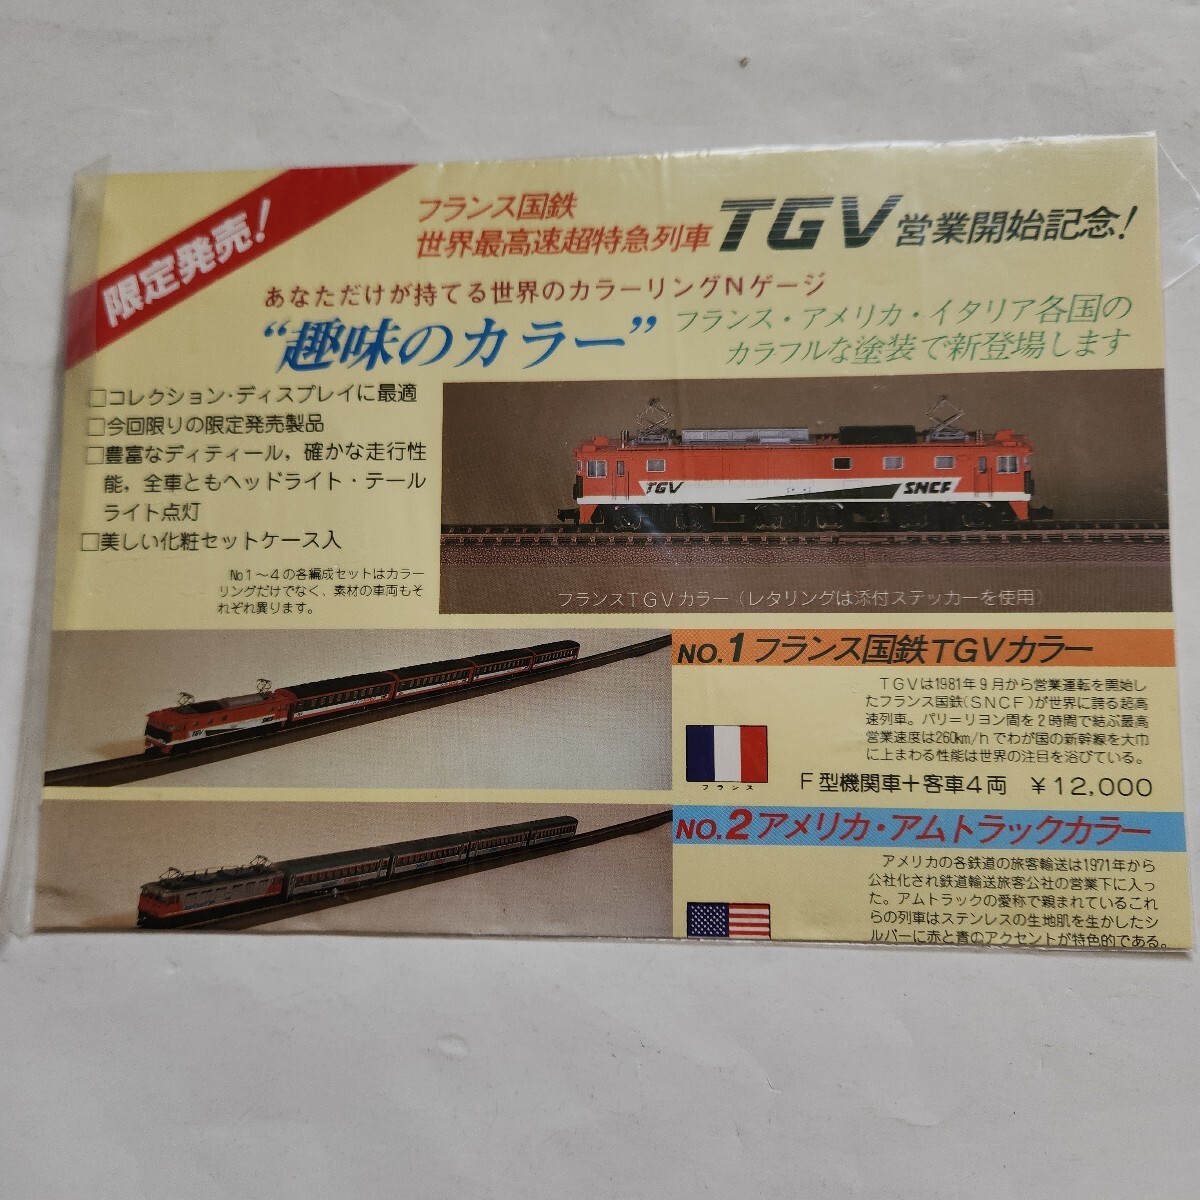 限定発売!
フランス国鉄
世界最高速超特急列車 TGV 営業開始記念!
あなただけが持てる世界のカラーリングNゲージ
“趣味のカラー”
フランス・アメリカ・イタリア各国の
カラフルな塗装で新登場します
□コレクション・ディスプレイに最適
□今回限りの限定発売製品
□豊富なディティール，確かな走行性
能，全車ともヘッドライト・テール
ライト点灯
□美しい化粧セットケース入
No1～4の各編成セットはカラー
リングだけでなく、素材の車両もそ
れぞれ異ります。
TGV
SNCF
フランスTGVカラー（レタリングは添付ステッカーを使用）
TGV
SNCF
NO.1フランス国鉄TGVカラー
TGVは1981年9月から営業運転を開始し
たフランス国鉄(SNCF)が世界に誇る超高
速列車。パリ＝リヨン間を2時間で結ぶ最高
営業速度は260km/hでわが国の新幹線を大巾
に上まわる性能は世界の注目を浴びている。
フランス
F型機関車＋客車4両 ￥12,000
NO.2アメリカ・アムトラックカラー
アメリカの各鉄道の旅客輸送は1971年から
公社化され鉄道輸送旅客公社の営業下に入っ
た。アムトラックの愛称で親まれているこれ
らの列車はステンレスの生地肌を生かしたシ
ルバーに赤と青のアクセントが特色的である。